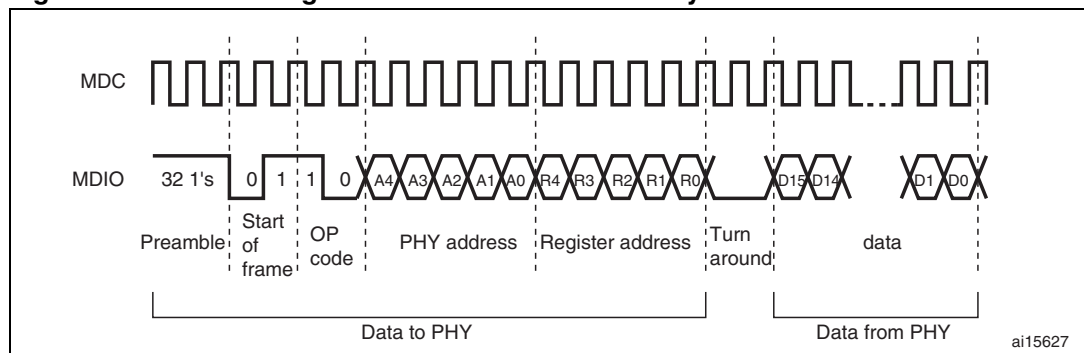 MDC
MDIO 32 1's 0 1 1 0 A4 A3 A2 A1 A0 R4 R3 R2 R1 R0 D15 D14 D1 D0
Preamble Start of frame OP code PHY address Register address Turn around data
Data to PHY Data from PHY
ai15627